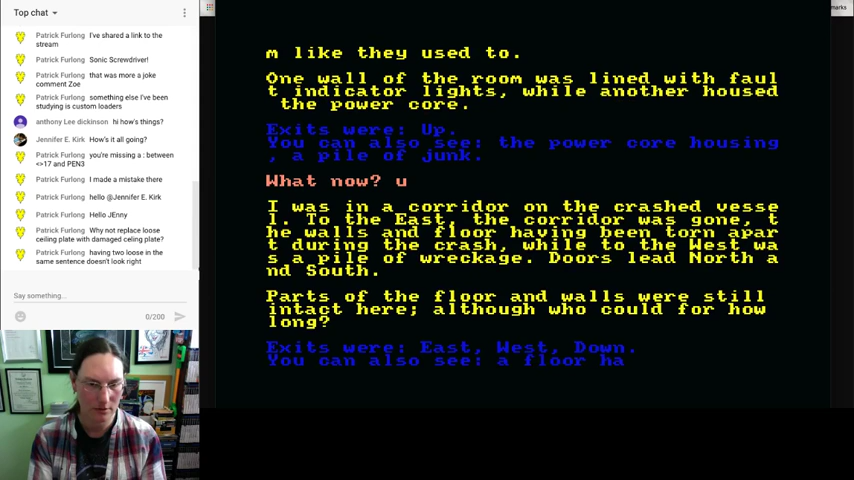 Top chat
Patrick Furlong I've shared a link to the
stream
Patrick Furlong Sonic Screwdriver!
Patrick Furlong that was more a joke
comment Zoe
Patrick Furlong something else I've been
studying is custom loaders
anthony Lee dickinson hi how's things?
Jennifer E. Kirk How's it all going?
Patrick Furlong you're missing a : between
<>17 and PEN3
Patrick Furlong I made a mistake there
Patrick Furlong hello @Jennifer E. Kirk
Patrick Furlong Hello JEnny
Patrick Furlong Why not replace loose
ceiling plate with damaged celing plate?
Patrick Furlong having two loose in the
same sentence doesn't look right
Say something...
0/200
marks
m like they used to.
One wall of the room was lined with faul
t indicator lights, while another housed
the power core.
Exits were: Up.
You can also see: the power core housing
, a pile of junk.
What now? u
I was in a corridor on the crashed vesse
l. To the East, the corridor was gone, t
he walls and floor having been torn apar
t during the crash, while to the West wa
s a pile of wreckage. Doors lead North a
nd South.
Parts of the floor and walls were still
intact here; although who could for how
long?
Exits were: East, West, Down.
You can also see: a floor ha